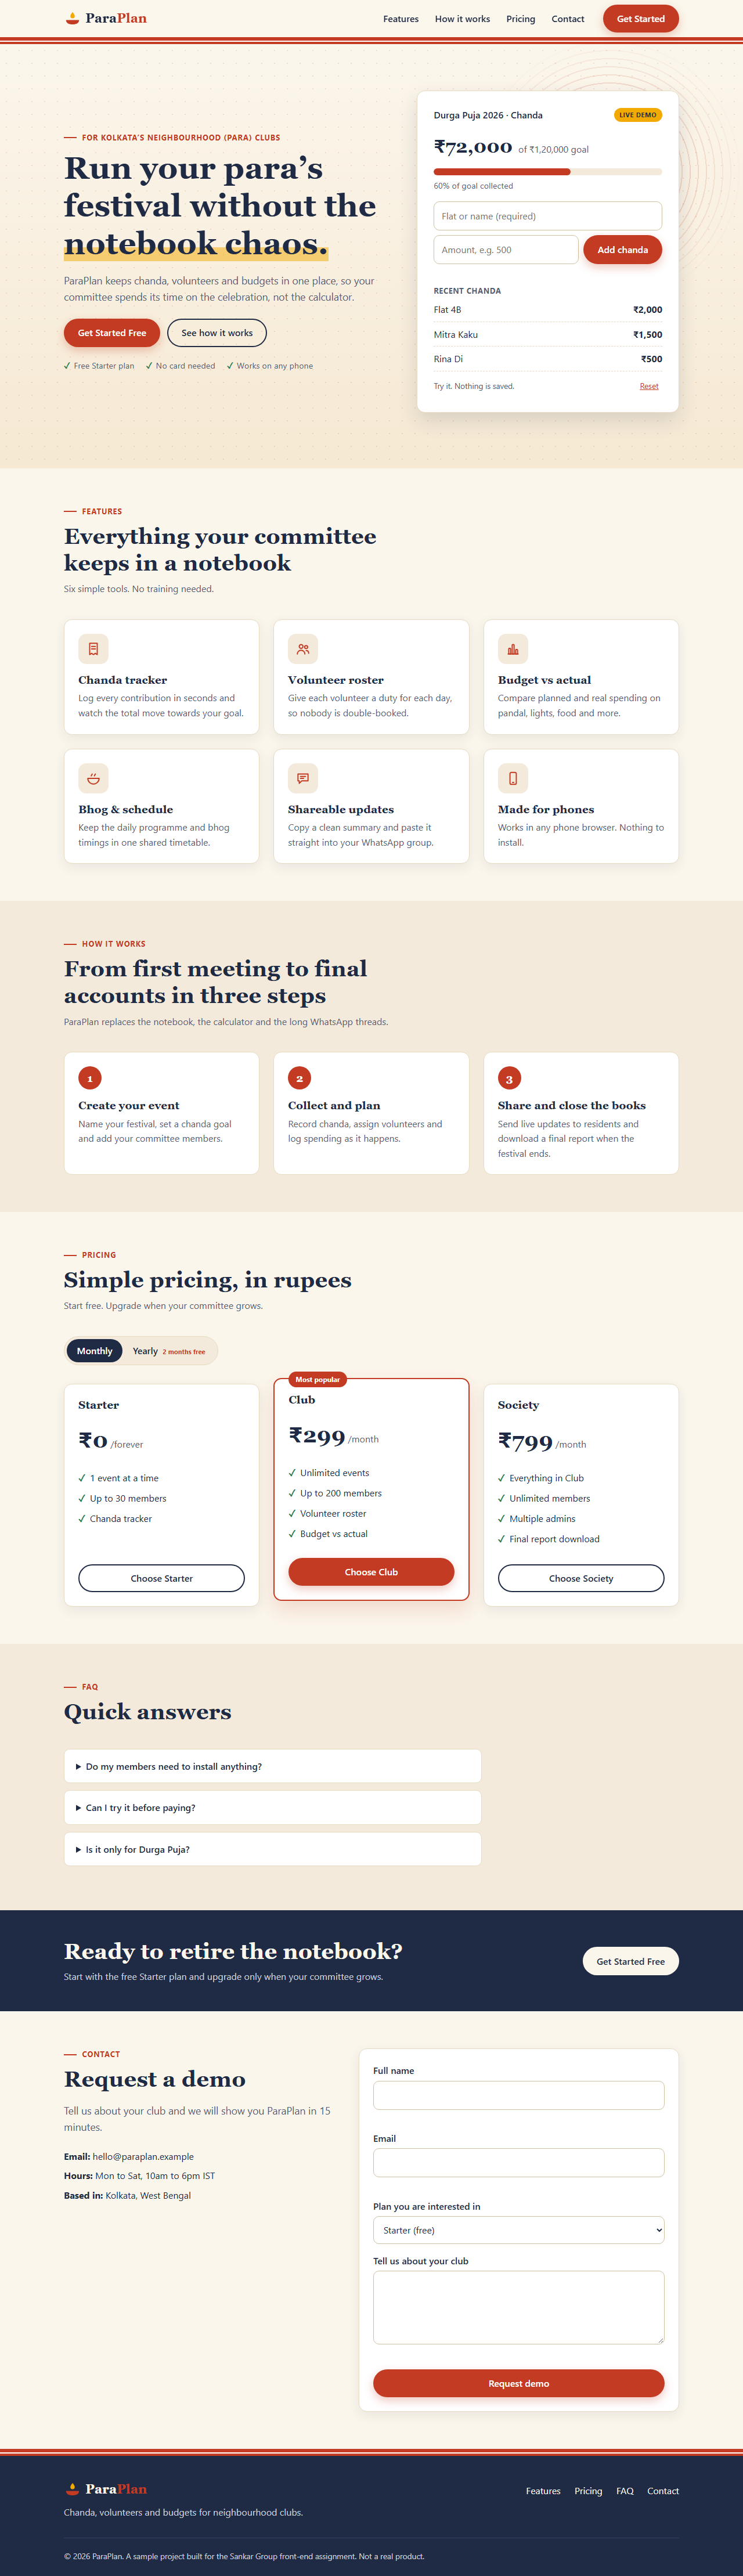 ParaPlan
Features How it works Pricing Contact Get Started
FOR KOLKATA'S NEIGHBOURHOOD (PARA) CLUBS
Run your para’s
festival without the
notebook chaos.
ParaPlan keeps chanda, volunteers and budgets in one place, so your
committee spends its time on the celebration, not the calculator.
Get Started Free See how it works
✓ Free Starter plan ✓ No card needed ✓ Works on any phone
Durga Puja 2026 · Chanda LIVE DEMO
₹72,000 of ₹1,20,000 goal
60% of goal collected
Flat or name (required)
Amount, e.g. 500 Add chanda
RECENT CHANDA
Flat 4B ₹2,000
Mitra Kaku ₹1,500
Rina Di ₹500
Try it. Nothing is saved. Reset
FEATURES
Everything your committee
keeps in a notebook
Six simple tools. No training needed.
Chanda tracker
Log every contribution in seconds and
watch the total move towards your goal.
Volunteer roster
Give each volunteer a duty for each day,
so nobody is double-booked.
Budget vs actual
Compare planned and real spending on
pandal, lights, food and more.
Bhog & schedule
Keep the daily programme and bhog
timings in one shared timetable.
Shareable updates
Copy a clean summary and paste it
straight into your WhatsApp group.
Made for phones
Works in any phone browser. Nothing to
install.
HOW IT WORKS
From first meeting to final
accounts in three steps
ParaPlan replaces the notebook, the calculator and the long WhatsApp threads.
1
Create your event
Name your festival, set a chanda goal
and add your committee members.
2
Collect and plan
Record chanda, assign volunteers and
log spending as it happens.
3
Share and close the books
Send live updates to residents and
download a final report when the
festival ends.
PRICING
Simple pricing, in rupees
Start free. Upgrade when your committee grows.
Monthly Yearly 2 months free
Starter
₹0 /forever
✓ 1 event at a time
✓ Up to 30 members
✓ Chanda tracker
Choose Starter
Most popular
Club
₹299 /month
✓ Unlimited events
✓ Up to 200 members
✓ Volunteer roster
✓ Budget vs actual
Choose Club
Society
₹799 /month
✓ Everything in Club
✓ Unlimited members
✓ Multiple admins
✓ Final report download
Choose Society
FAQ
Quick answers
Do my members need to install anything?
Can I try it before paying?
Is it only for Durga Puja?
Ready to retire the notebook?
Start with the free Starter plan and upgrade only when your committee grows.
Get Started Free
CONTACT
Request a demo
Tell us about your club and we will show you ParaPlan in 15
minutes.
Email: hello@paraplan.example
Hours: Mon to Sat, 10am to 6pm IST
Based in: Kolkata, West Bengal
Full name
Email
Plan you are interested in
Starter (free)
Tell us about your club
Request demo
ParaPlan
Chanda, volunteers and budgets for neighbourhood clubs.
Features Pricing FAQ Contact
© 2026 ParaPlan. A sample project built for the Sankar Group front-end assignment. Not a real product.